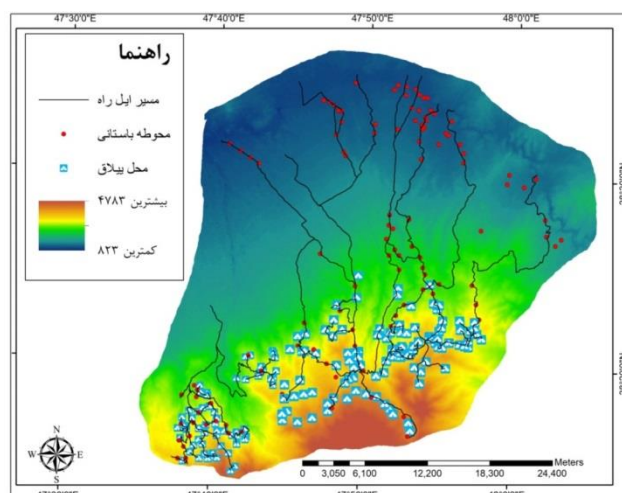 47°30'0"E 47°40'0"E 47°50'0"E 48°0'0"E
راهنما
مسیر ایل راه
محوطه باستانی
محل ییلاق
بیشترین ۴۷۸۳
کمترین ۸۲۳
N
W E
S
Meters
0 3,050 6,100 12,200 18,300 24,400